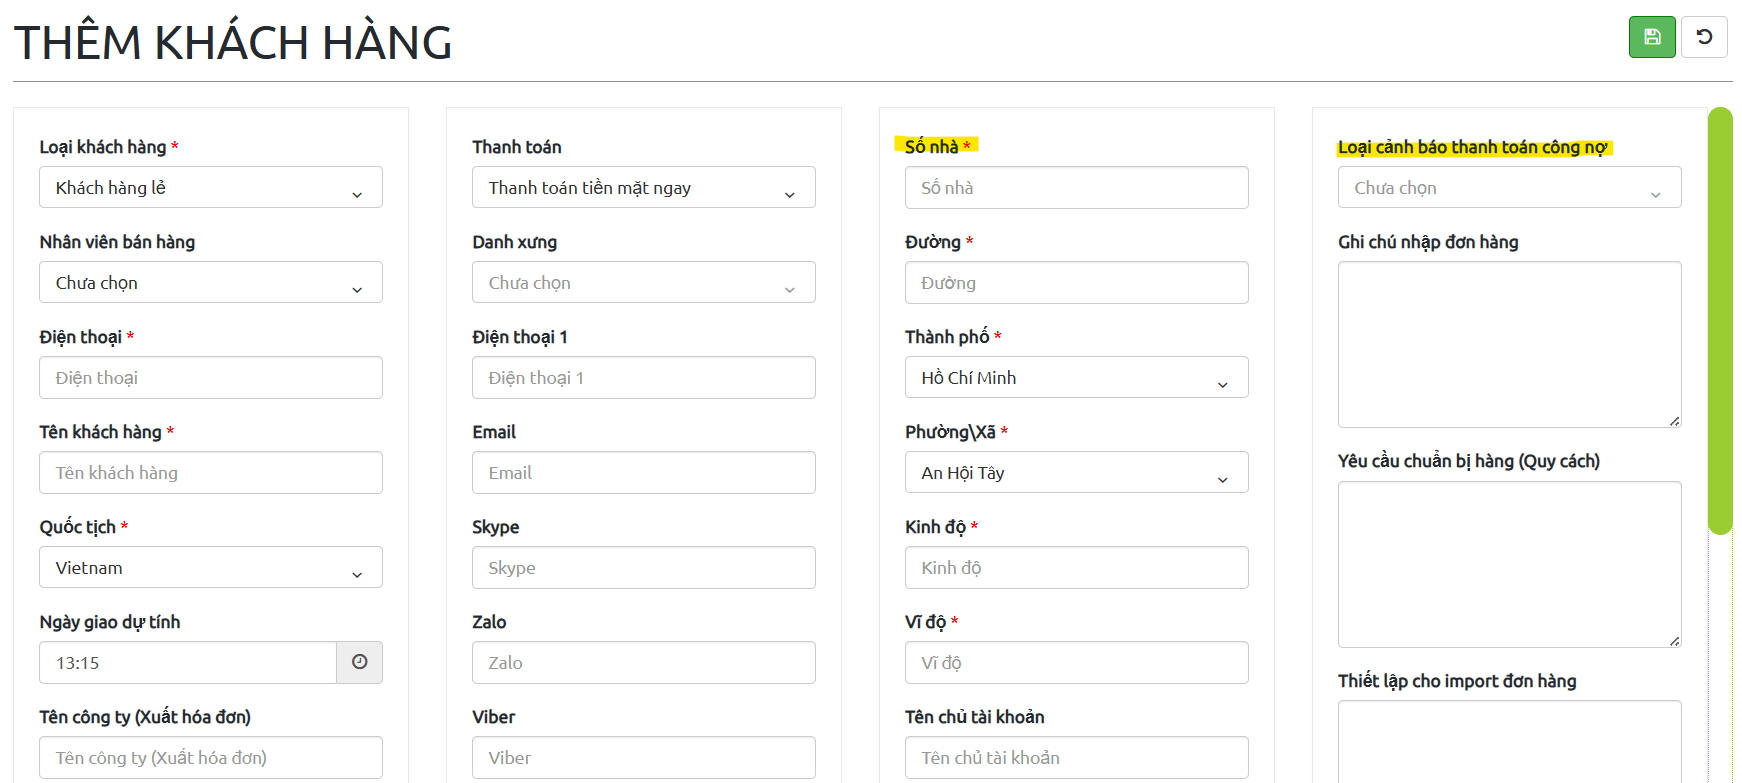 THÊM KHÁCH HÀNG
Loại khách hàng *
Khách hàng lẻ
Nhân viên bán hàng
Chưa chọn
Điện thoại *
Điện thoại
Tên khách hàng *
Tên khách hàng
Quốc tịch *
Vietnam
Ngày giao dự tính
13:15
Tên công ty (Xuất hóa đơn)
Tên công ty (Xuất hóa đơn)
Thanh toán
Thanh toán tiền mặt ngay
Danh xưng
Chưa chọn
Điện thoại 1
Điện thoại 1
Email
Email
Skype
Skype
Zalo
Zalo
Viber
Viber
Số nhà *
Số nhà
Đường *
Đường
Thành phố *
Hồ Chí Minh
Phường\Xã *
An Hội Tây
Kinh độ *
Kinh độ
Vĩ độ *
Vĩ độ
Tên chủ tài khoản
Tên chủ tài khoản
Loại cảnh báo thanh toán công nợ
Chưa chọn
Ghi chú nhập đơn hàng
Yêu cầu chuẩn bị hàng (Quy cách)
Thiết lập cho import đơn hàng